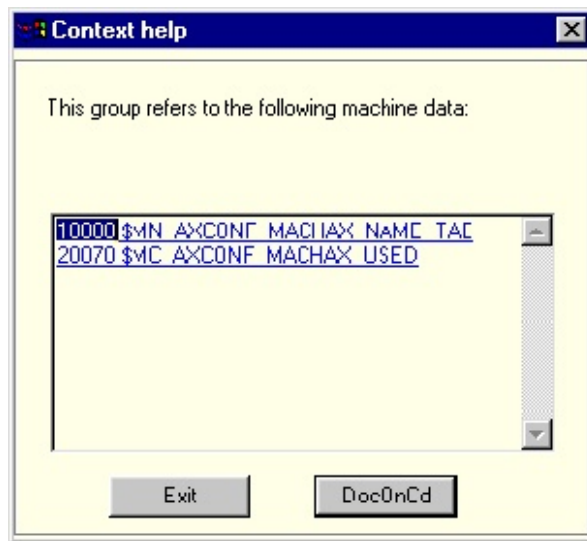 Context help
This group refers to the following machine data:
10000 $MN_AXCONF_MACHAX_NAME_TAB
20070 $MC_AXCONF_MACHAX_USED
Exit
DocOnCd